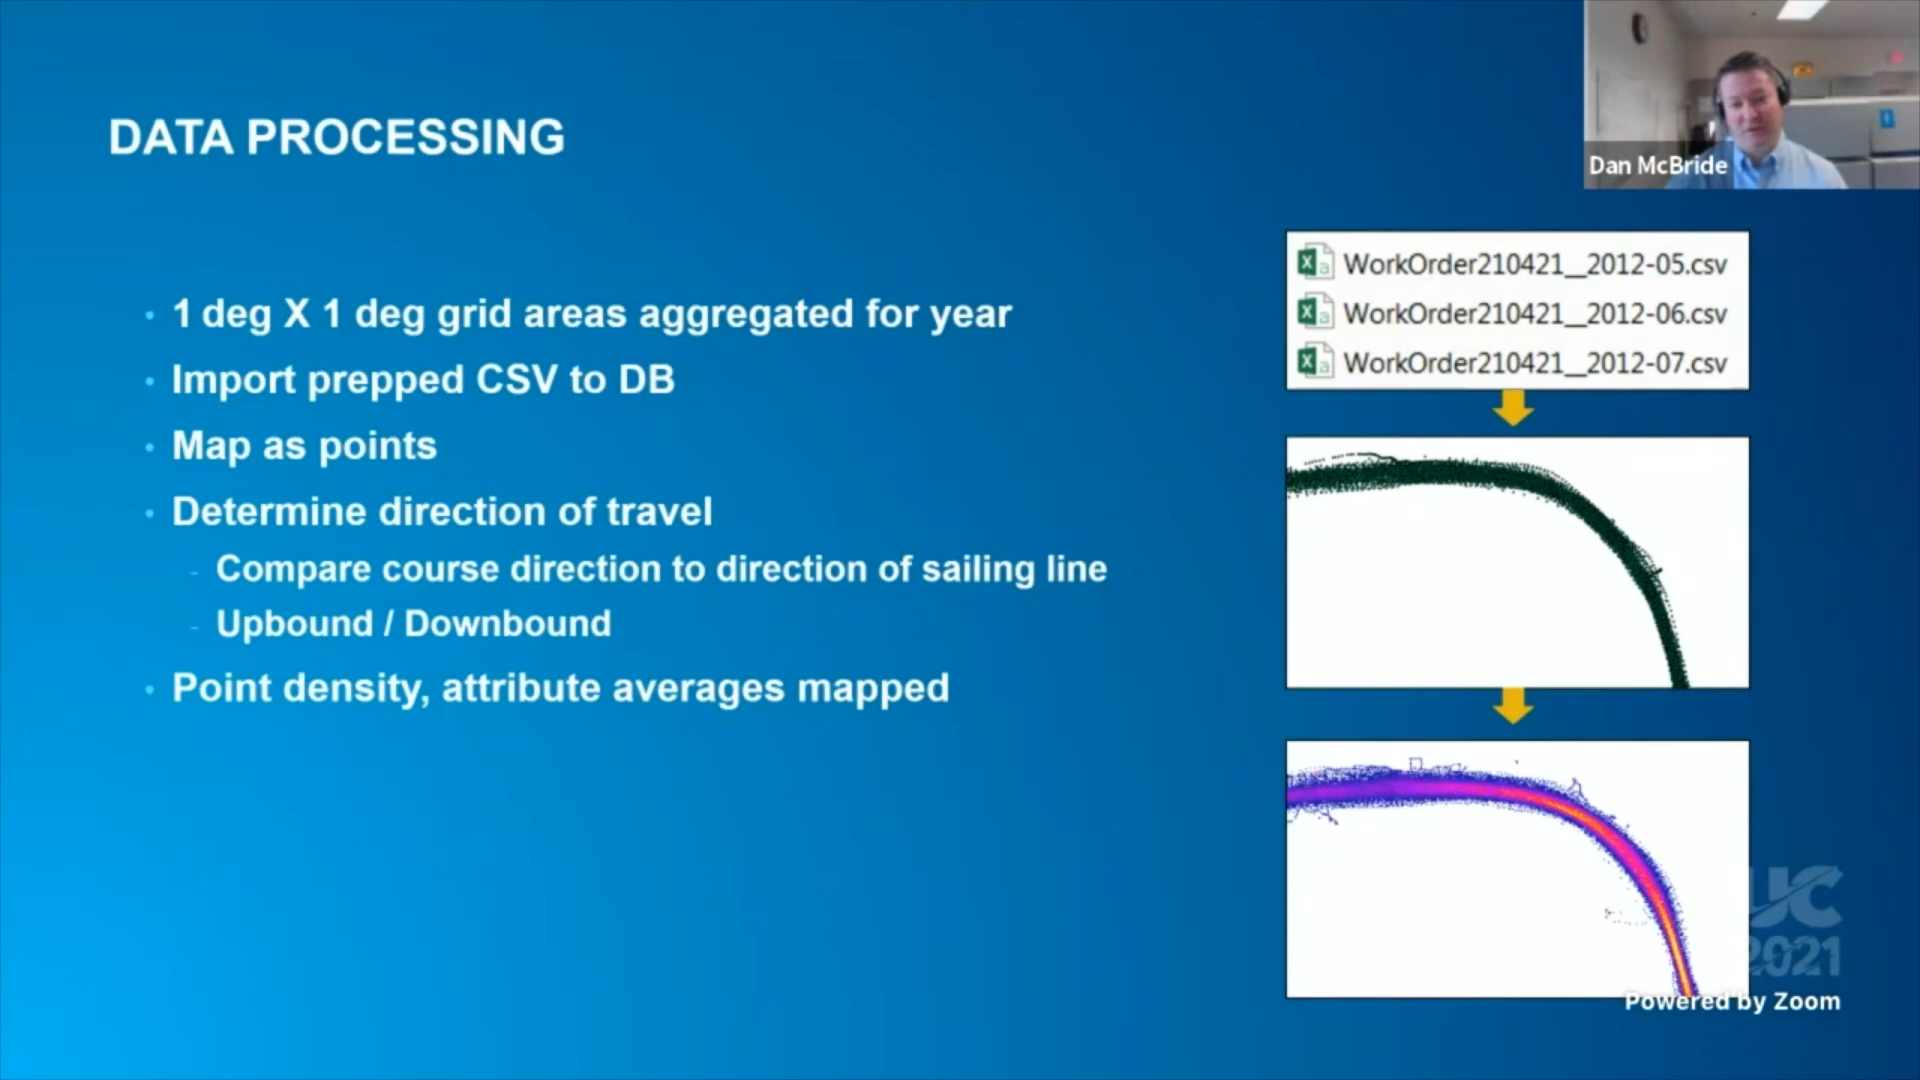 DATA PROCESSING
Dan McBride
· 1 deg X 1 deg grid areas aggregated for year
· Import prepped CSV to DB
· Map as points
· Determine direction of travel
- Compare course direction to direction of sailing line
- Upbound / Downbound
· Point density, attribute averages mapped
WorkOrder210421__2012-05.csv
WorkOrder210421__2012-06.csv
WorkOrder210421__2012-07.csv
UC
2021
Powered by Zoom